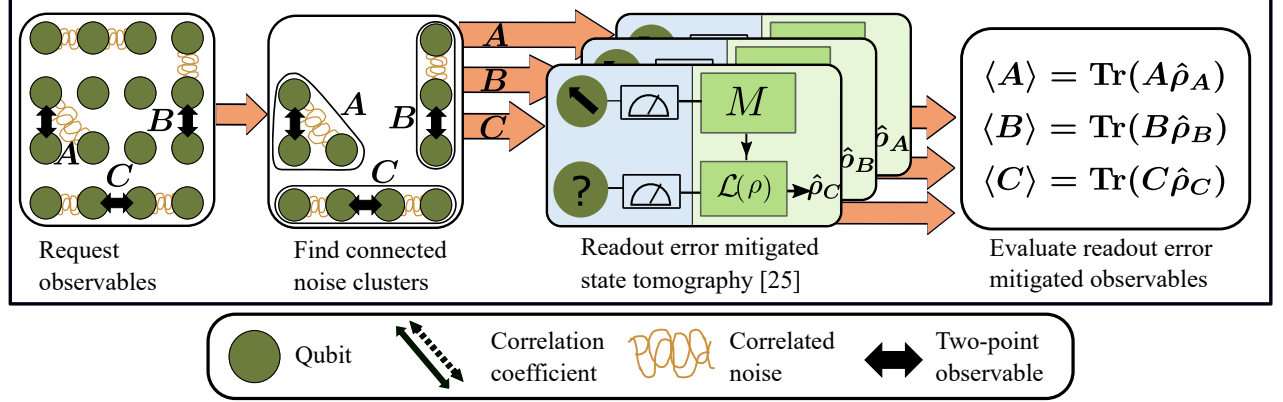 A
B
C
A
B
C
A
B
C
?
M
ℒ(ρ)
ρ̂_A
ρ̂_B
ρ̂_C
⟨A⟩ = Tr(Aρ̂_A)
⟨B⟩ = Tr(Bρ̂_B)
⟨C⟩ = Tr(Cρ̂_C)
Request
observables
Find connected
noise clusters
Readout error mitigated
state tomography [25]
Evaluate readout error
mitigated observables
Qubit
Correlation
coefficient
Correlated
noise
Two-point
observable